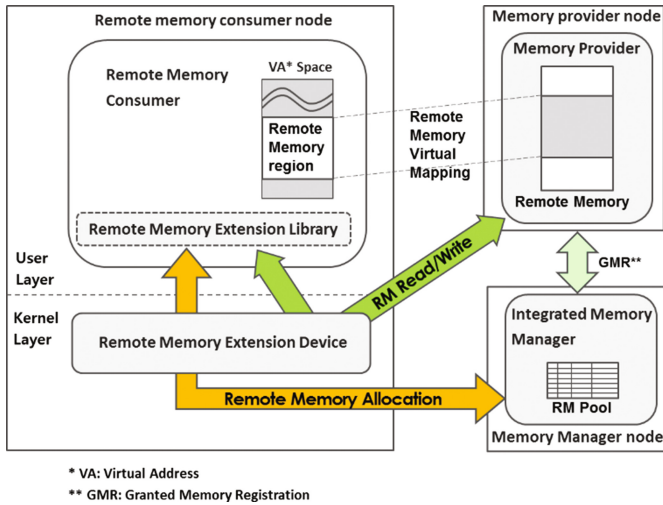 Remote memory consumer node
Remote Memory
Consumer
VA* Space
Remote
Memory
region
Remote Memory Extension Library
User
Layer
Kernel
Layer
Remote Memory Extension Device
Remote Memory Allocation
RM Read/Write
Remote
Memory
Virtual
Mapping
Memory provider node
Memory Provider
Remote Memory
GMR**
Integrated Memory
Manager
RM Pool
Memory Manager node
* VA: Virtual Address
** GMR: Granted Memory Registration